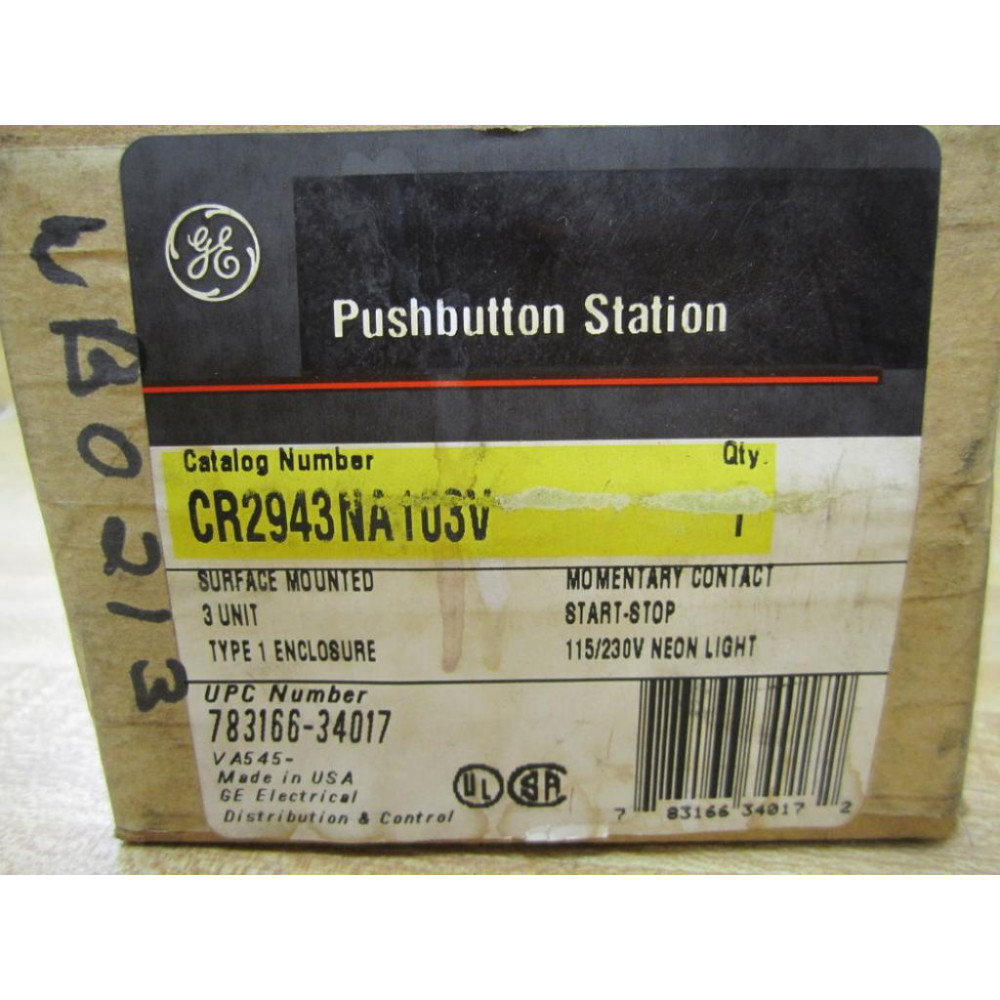 GE
Pushbutton Station
Catalog Number Qty.
CR2943NA103V 1
SURFACE MOUNTED MOMENTARY CONTACT
3 UNIT START-STOP
TYPE 1 ENCLOSURE 115/230V NEON LIGHT
UPC Number
783166-34017
VA545-
Made in USA
GE Electrical
Distribution & Control
UL SA
7 83166 34017 2
0213